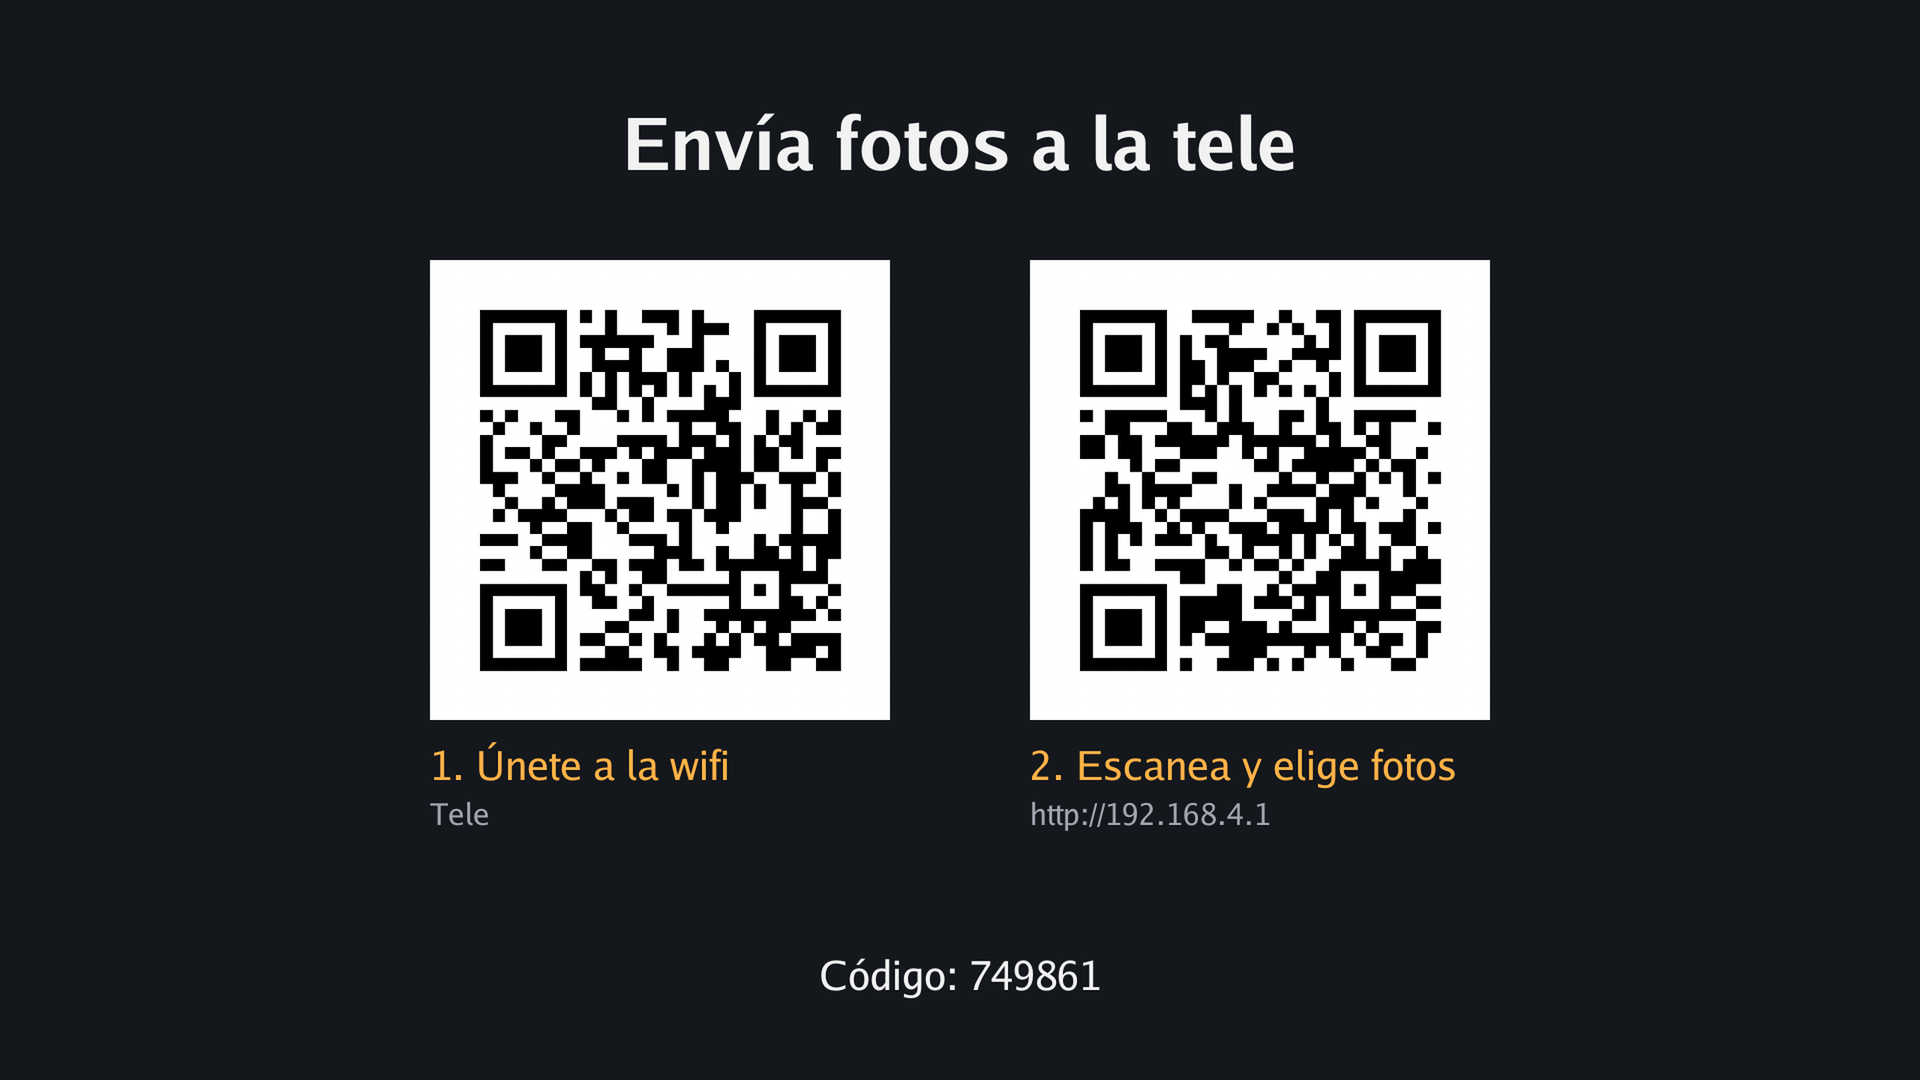 Envía fotos a la tele
1. Únete a la wifi
Tele
2. Escanea y elige fotos
http://192.168.4.1
Código: 749861